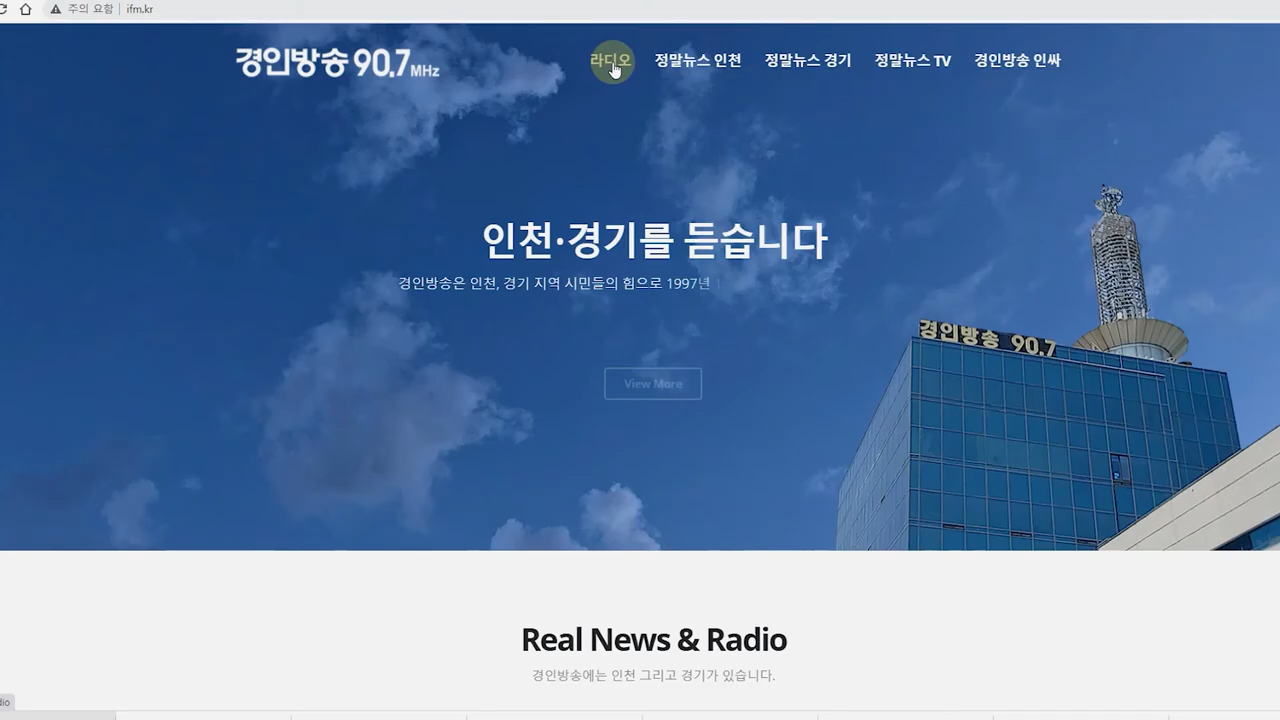 주의 요함 | ifm.kr
경인방송 90.7MHz
라디오 정말뉴스 인천 정말뉴스 경기 정말뉴스 TV 경인방송 인싸
인천·경기를 듣습니다
경인방송은 인천, 경기 지역 시민들의 힘으로 1997년
경인방송 90.7
View More
Real News & Radio
경인방송에는 인천 그리고 경기가 있습니다.
dio